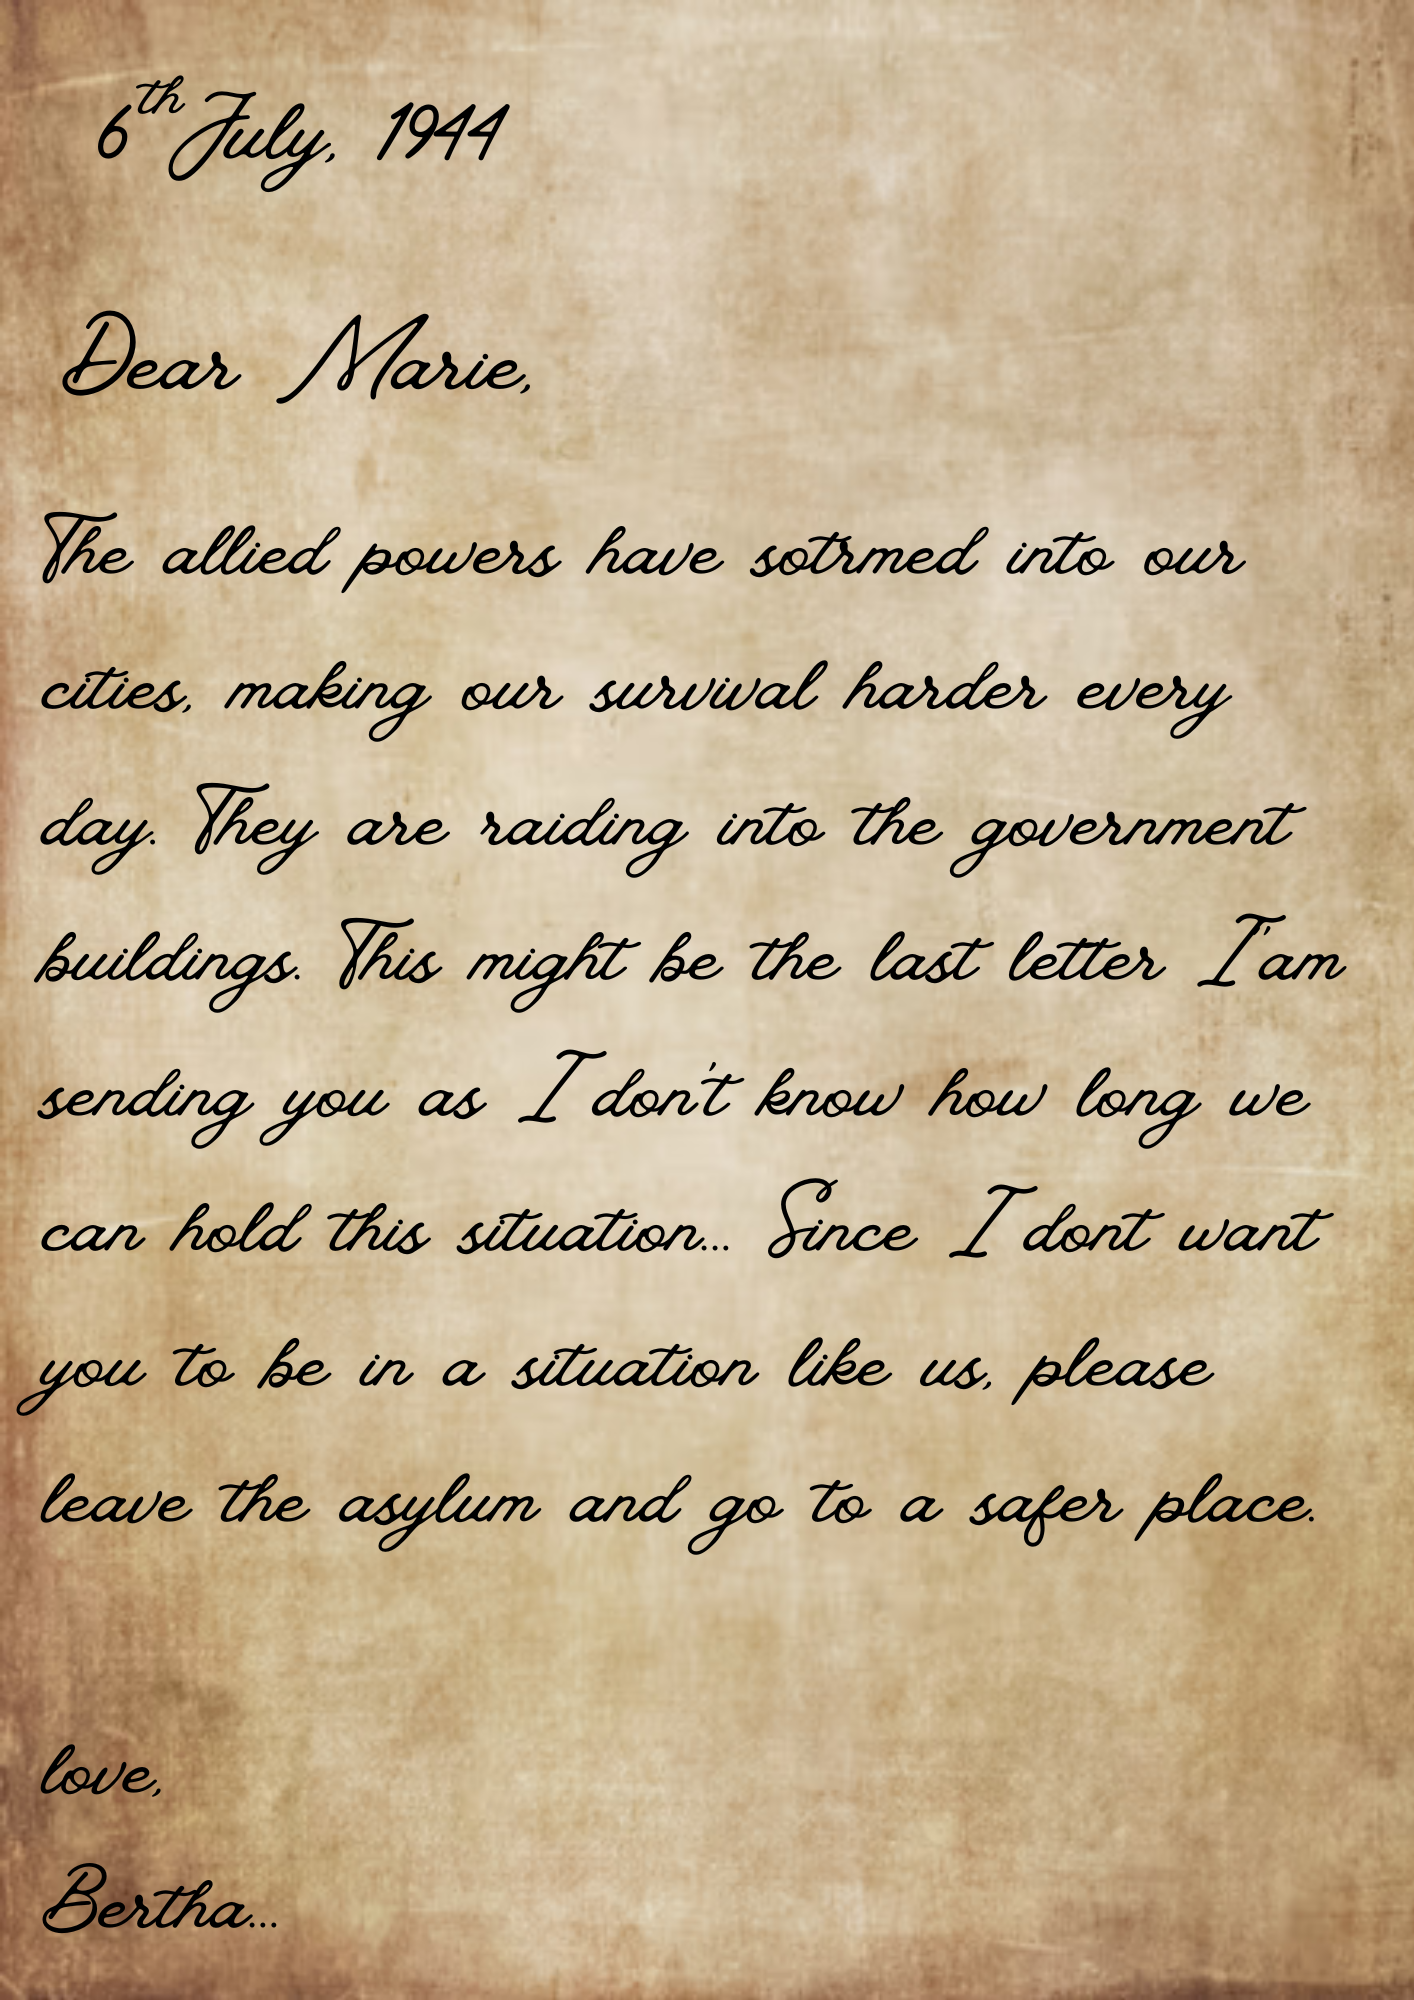 6th July, 1944
Dear Marie,
The allied powers have sotrmed into our
cities, making our survival harder every
day. They are raiding into the government
buildings. This might be the last letter I'am
sending you as I don't know how long we
can hold this situation... Since I dont want
you to be in a situation like us, please
leave the asylum and go to a safer place.
love,
Bertha...